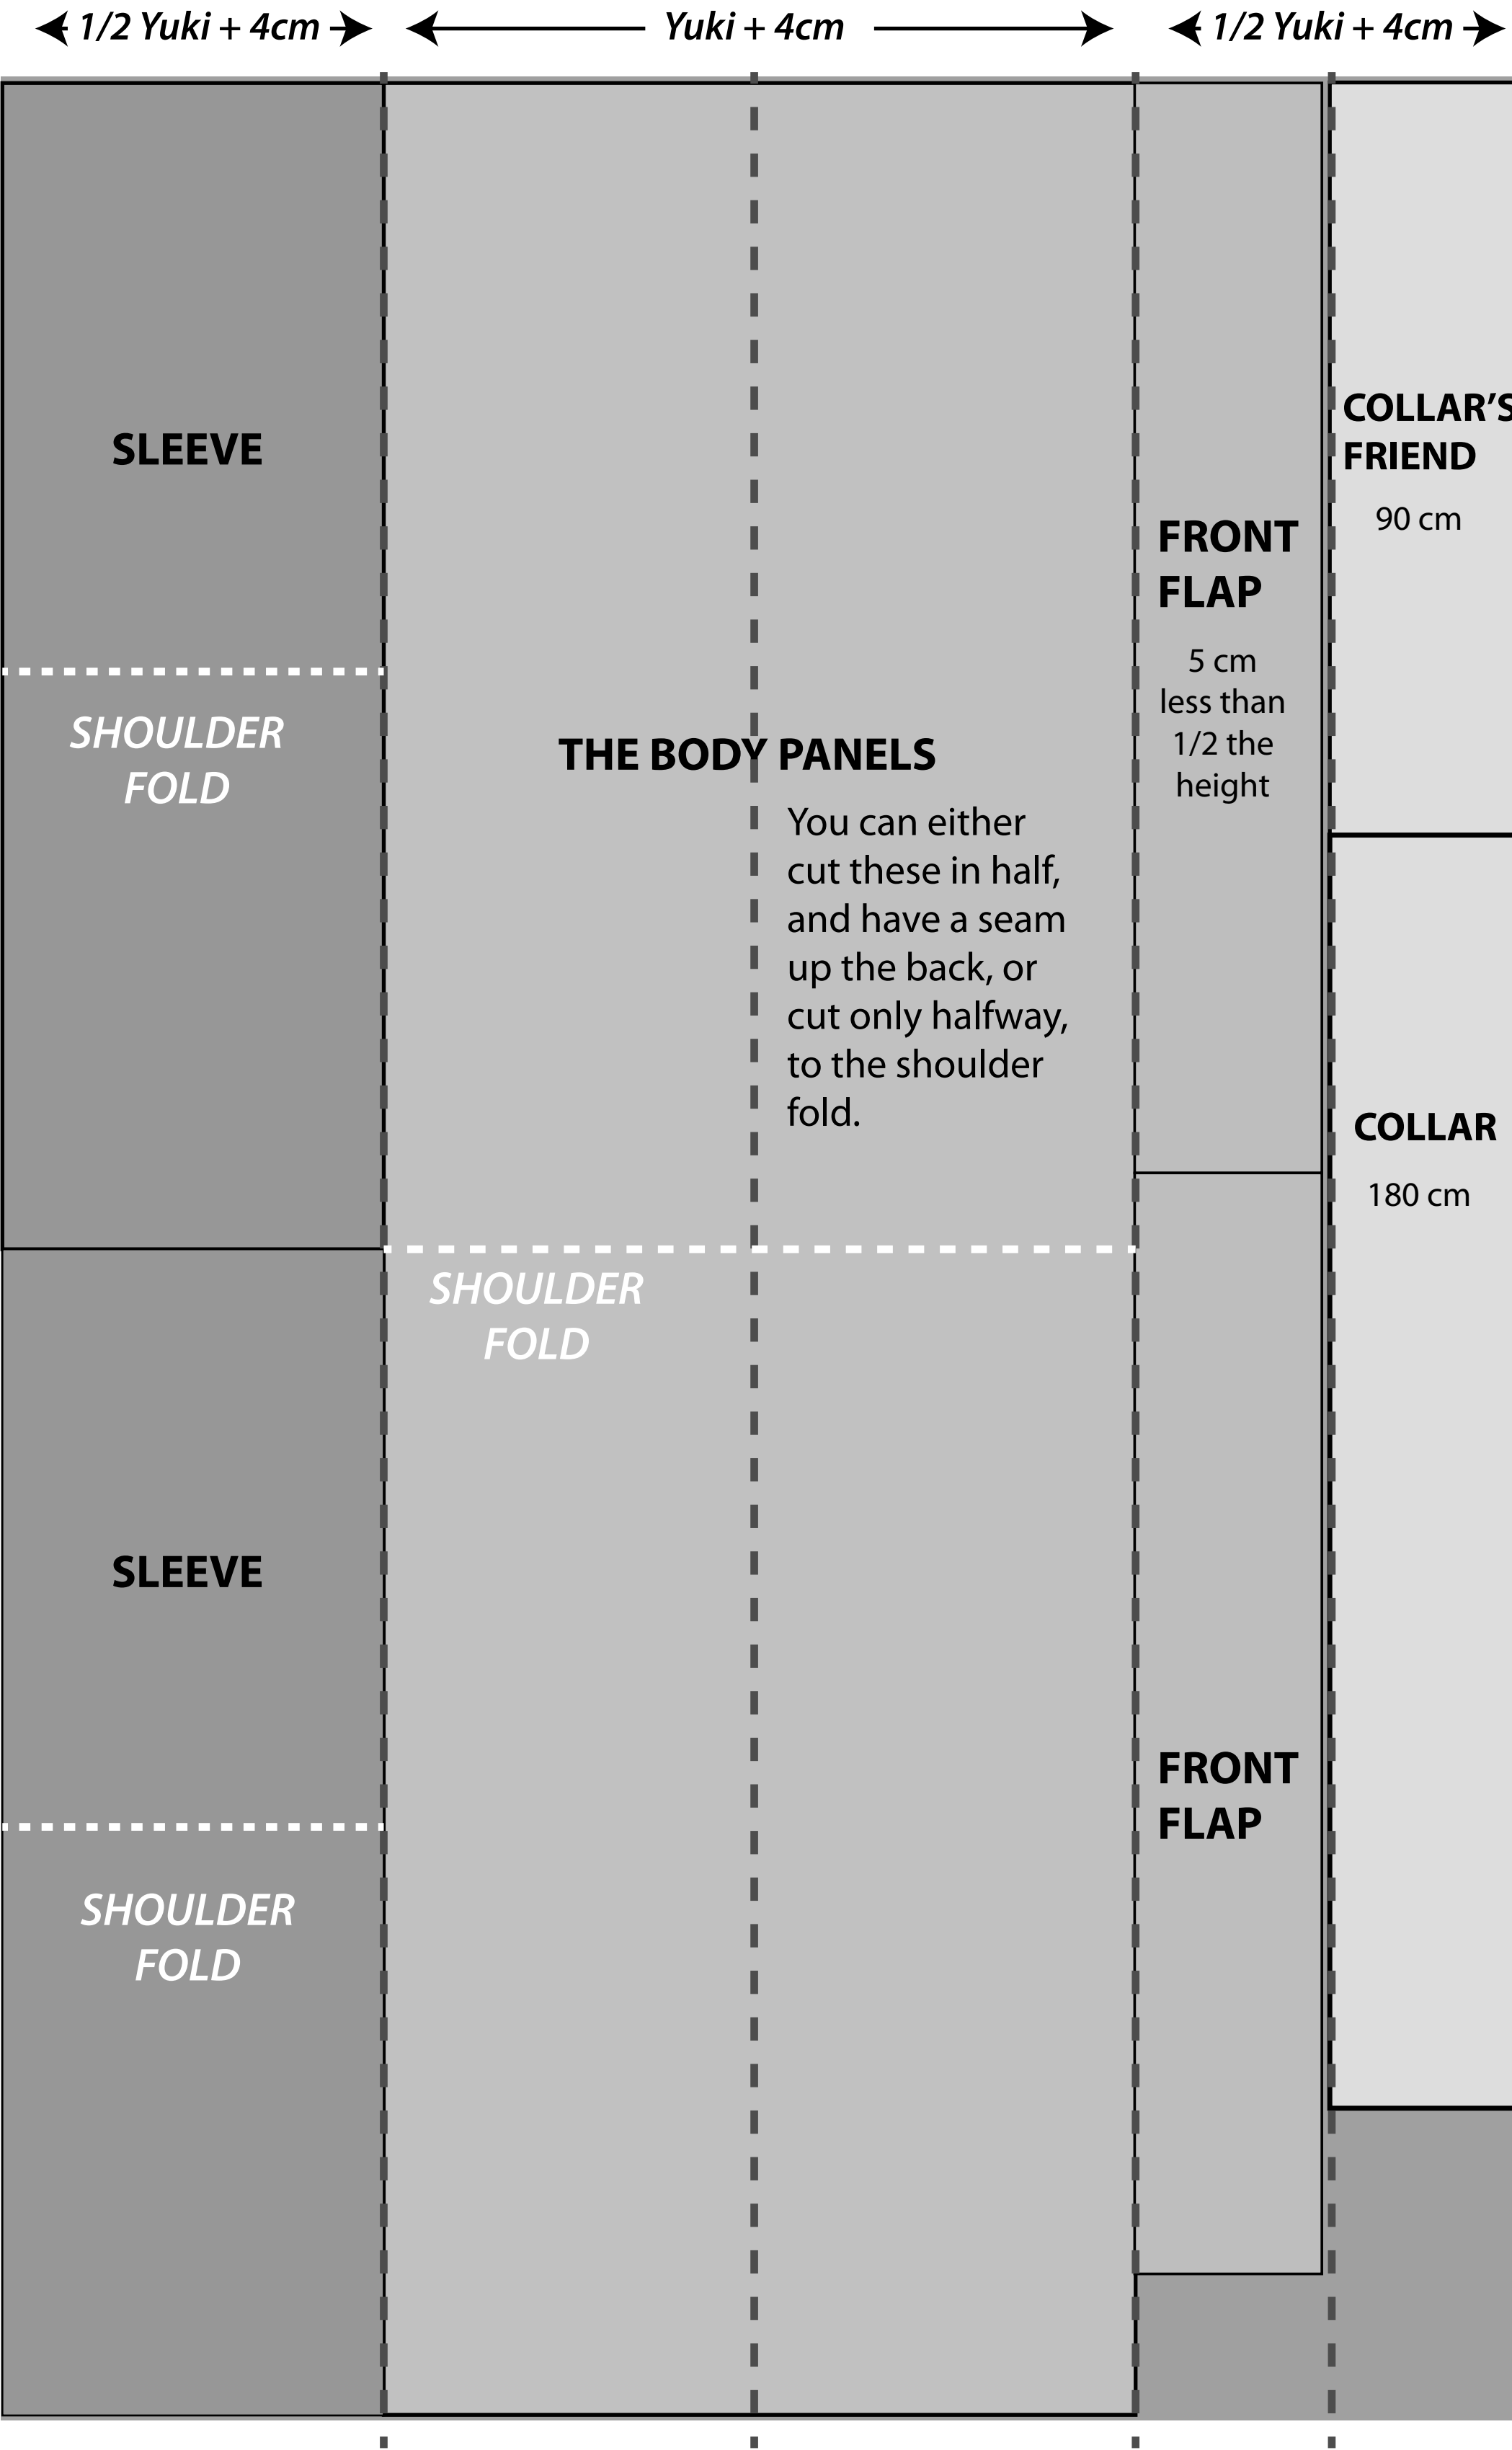 1/2 Yuki + 4cm
Yuki + 4cm
1/2 Yuki + 4cm
SLEEVE
SHOULDER
FOLD
SLEEVE
SHOULDER
FOLD
THE BODY PANELS
You can either
cut these in half,
and have a seam
up the back, or
cut only halfway,
to the shoulder
fold.
SHOULDER
FOLD
FRONT
FLAP
5 cm
less than
1/2 the
height
FRONT
FLAP
COLLAR'S
FRIEND
90 cm
COLLAR
180 cm